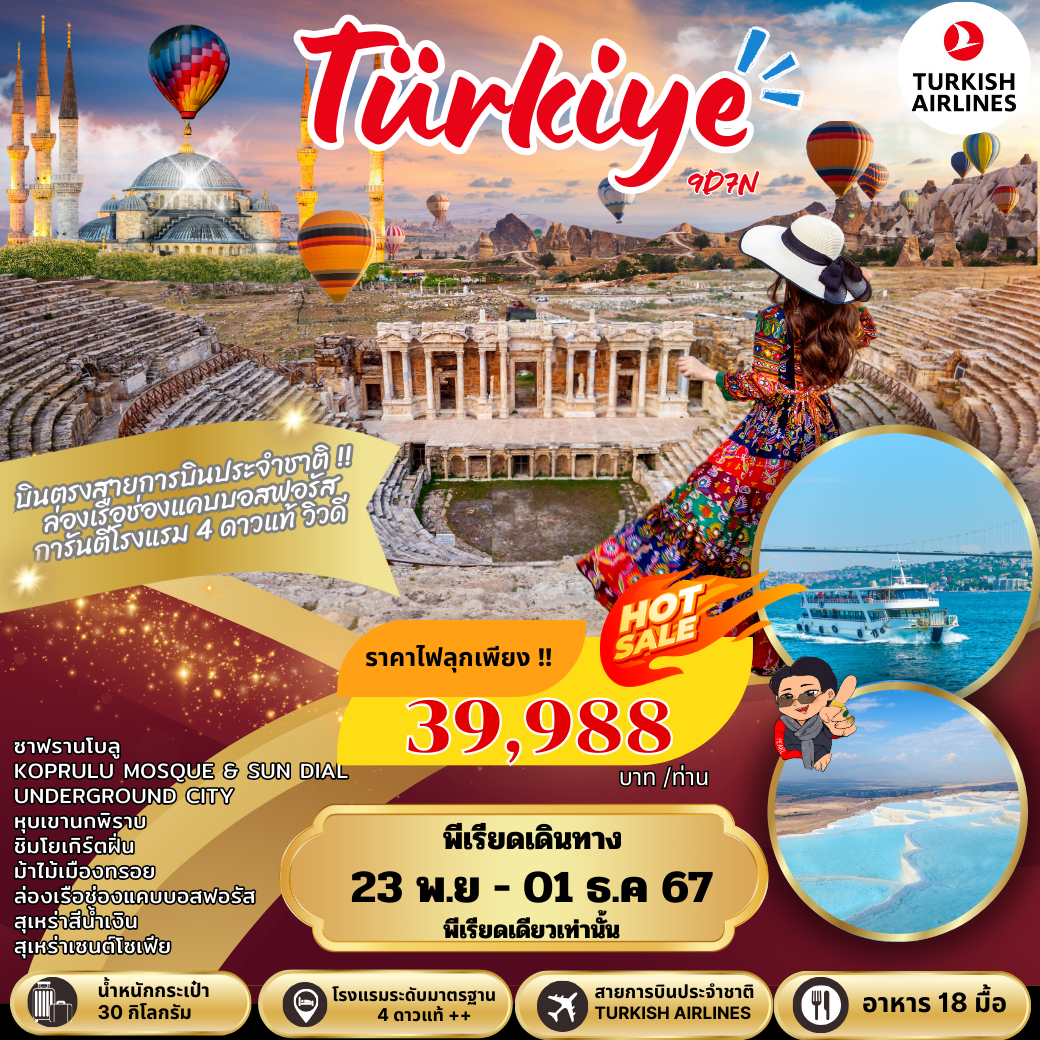 Türkiye
9D7N
TURKISH
AIRLINES
บินตรงสายการบินประจำชาติ !!
ล่องเรือช่องแคบบอสฟอรัส
การันตีโรงแรม 4 ดาวแท้ วิวดี
HOT
SALE
ราคาไฟลุกเพียง !!
39,988
บาท /ท่าน
ซาฟรานโบลู
KOPRULU MOSQUE & SUN DIAL
UNDERGROUND CITY
หุบเขานกพิราบ
ชิมโยเกิร์ตฝิ่น
ม้าไม้เมืองทรอย
ล่องเรือช่องแคบบอสฟอรัส
สุเหร่าสีน้ำเงิน
สุเหร่าเซนต์โซเฟีย
พีเรียดเดินทาง
23 พ.ย - 01 ธ.ค 67
พีเรียดเดียวเท่านั้น
น้ำหนักกระเป๋า
30 กิโลกรัม
โรงแรมระดับมาตรฐาน
4 ดาวแท้ ++
สายการบินประจำชาติ
TURKISH AIRLINES
อาหาร 18 มื้อ